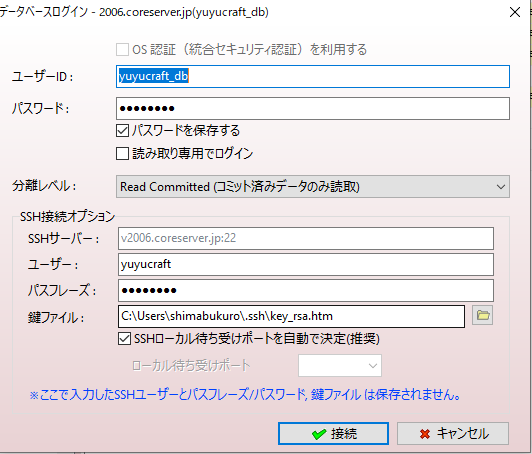 データベースログイン - 2006.coreserver.jp(yuyucraft_db)
OS 認証（統合セキュリティ認証）を利用する
ユーザーID :
yuyucraft_db
パスワード :
●●●●●●●●
パスワードを保存する
読み取り専用でログイン
分離レベル :
Read Committed (コミット済みデータのみ読取)
SSH接続オプション
SSHサーバー :
v2006.coreserver.jp:22
ユーザー :
yuyucraft
パスフレーズ :
●●●●●●●●
鍵ファイル :
C:\Users\shimabukuro\.ssh\key_rsa.htm
SSHローカル待ち受けポートを自動で決定(推奨)
ローカル待ち受けポート
※ここで入力したSSHユーザーとパスフレーズ/パスワード, 鍵ファイル は保存されません。
接続
キャンセル